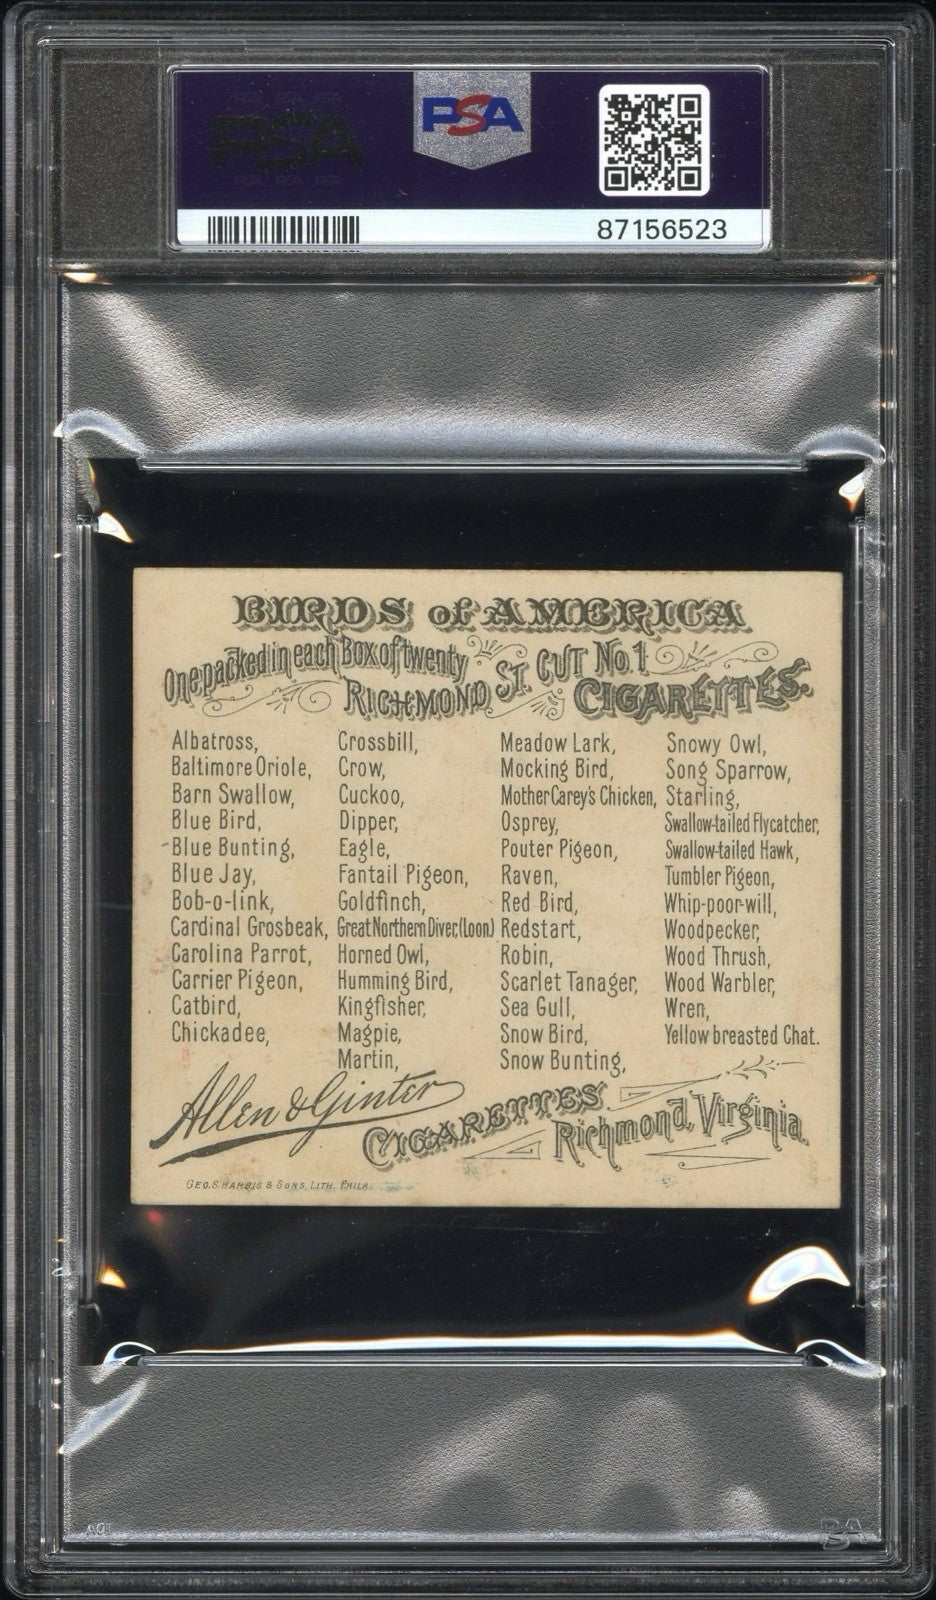 PSA
PSA
87156523
BIRDS of AMERICA
One packed in each Box of twenty
RICHMOND ST. CUT No. 1
CIGARETTES.
Albatross,
Baltimore Oriole,
Barn Swallow,
Blue Bird,
Blue Bunting,
Blue Jay,
Bob-o-link,
Cardinal Grosbeak,
Carolina Parrot,
Carrier Pigeon,
Catbird,
Chickadee,
Crossbill,
Crow,
Cuckoo,
Dipper,
Eagle,
Fantail Pigeon,
Goldfinch,
Great Northern Diver, (Loon)
Horned Owl,
Humming Bird,
Kingfisher,
Magpie,
Martin,
Meadow Lark,
Mocking Bird,
Mother Carey's Chicken,
Osprey,
Pouter Pigeon,
Raven,
Red Bird,
Redstart,
Robin,
Scarlet Tanager,
Sea Gull,
Snow Bird,
Snow Bunting,
Snowy Owl,
Song Sparrow,
Starling,
Swallow-tailed Flycatcher,
Swallow-tailed Hawk,
Tumbler Pigeon,
Whip-poor-will,
Woodpecker,
Wood Thrush,
Wood Warbler,
Wren,
Yellow breasted Chat.
Allen & Ginter
CIGARETTES
Richmond, Virginia.
GEO. S. HARRIS & SONS, LITH. PHILA.
PSA